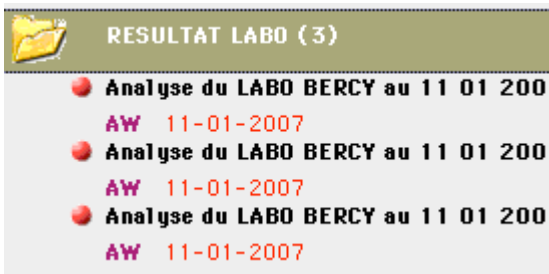 RESULTAT LABO (3)
Analyse du LABO BERCY au 11 01 200
AW 11-01-2007
Analyse du LABO BERCY au 11 01 200
AW 11-01-2007
Analyse du LABO BERCY au 11 01 200
AW 11-01-2007